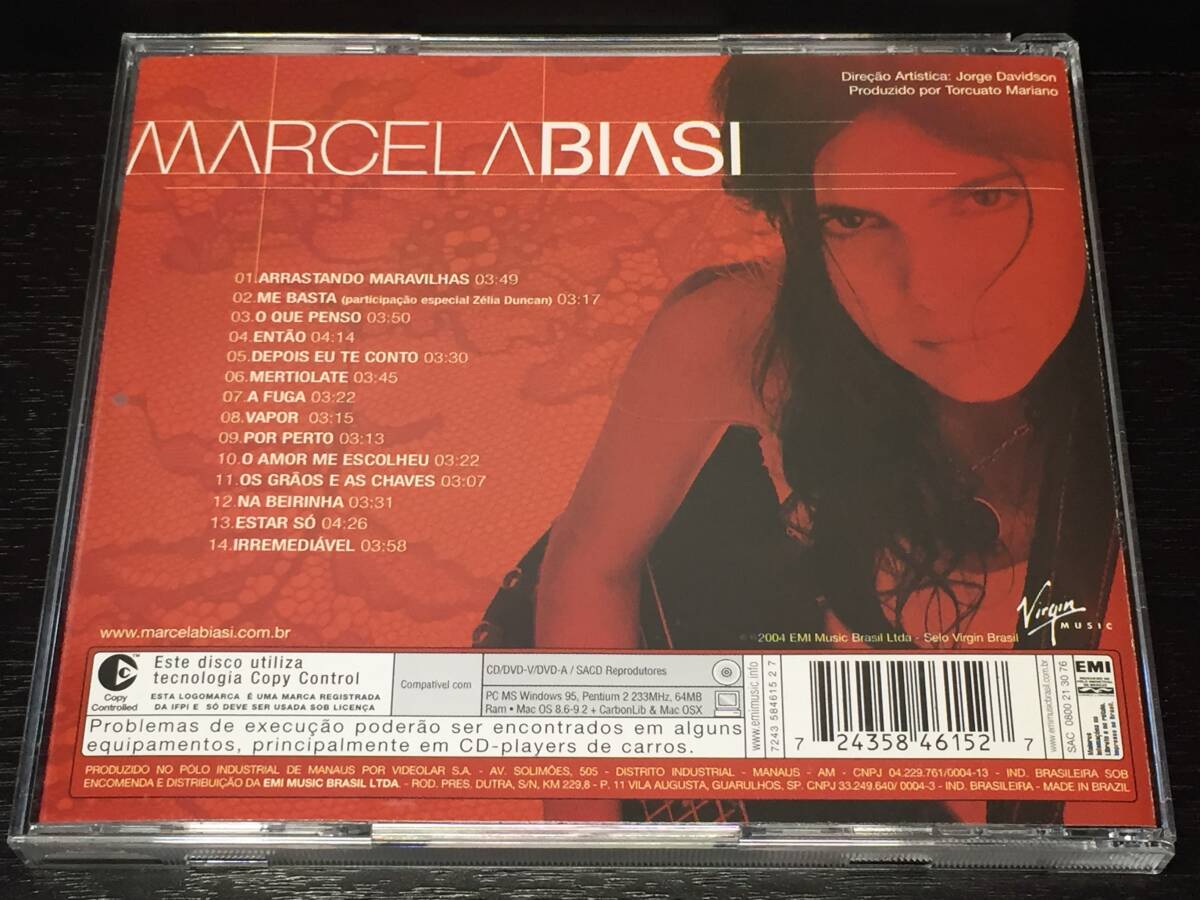 Direção Artística: Jorge Davidson
Produzido por Torcuato Mariano
MARCELABIASI
01.ARRASTANDO MARAVILHAS 03:49
02.ME BASTA (participação especial Zélia Duncan) 03:17
03.O QUE PENSO 03:50
04.ENTÃO 04:14
05.DEPOIS EU TE CONTO 03:30
06.MERTIOLATE 03:45
07.A FUGA 03:22
08.VAPOR 03:15
09.POR PERTO 03:13
10.O AMOR ME ESCOLHEU 03:22
11.OS GRÃOS E AS CHAVES 03:07
12.NA BEIRINHA 03:31
13.ESTAR SÓ 04:26
14.IRREMEDIÁVEL 03:58
Virgin
MUSIC
www.marcelabiasi.com.br
2004 EMI Music Brasil Ltda - Selo Virgin Brasil
Copy
Controlled
Este disco utiliza
tecnologia Copy Control
ESTA LOGOMARCA É UMA MARCA REGISTRADA
DA IFPI E SÓ DEVE SER USADA SOB LICENÇA
Compatível com
CD/DVD-V/DVD-A / SACD Reprodutores
PC MS Windows 95, Pentium 2 233MHz, 64MB
Ram • Mac OS 8.6-9.2 + CarbonLib & Mac OSX
Problemas de execução poderão ser encontrados em alguns
equipamentos, principalmente em CD-players de carros.
www.emimusic.info
7243 584615 2 7
7 24358 46152 7
www.emimusicbrasil.com.br
SAC 0800 21 30 76
EMI
PRODUZIDO NO PÓLO INDUSTRIAL DE MANAUS POR VIDEOLAR S.A. - AV. SOLIMÕES, 505 - DISTRITO INDUSTRIAL - MANAUS - AM - CNPJ 04.229.761/0004-13 - IND. BRASILEIRA SOB
ENCOMENDA E DISTRIBUIÇÃO DA EMI MUSIC BRASIL LTDA. - ROD. PRES. DUTRA, S/N, KM 229,8 - P. 11 VILA AUGUSTA, GUARULHOS, SP. CNPJ 33.249.640/ 0004-3 - IND. BRASILEIRA - MADE IN BRAZIL